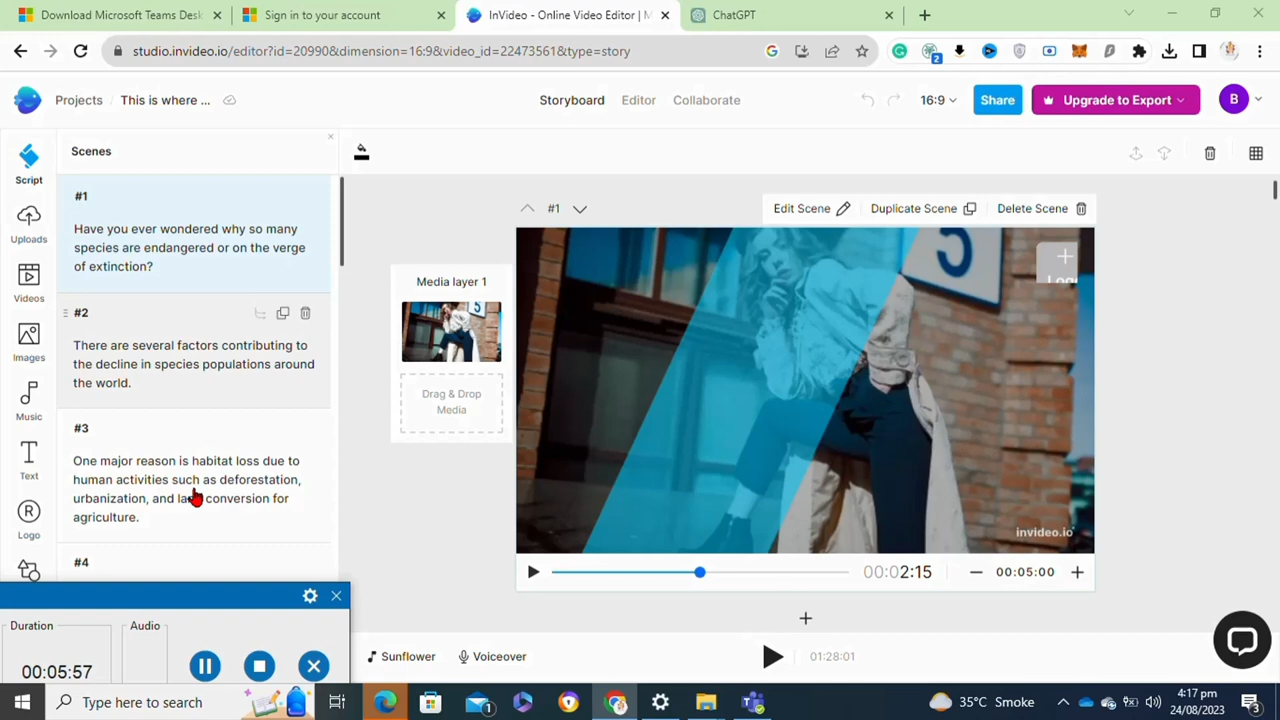 Download Microsoft Teams Desk
Sign in to your account
InVideo - Online Video Editor | M
ChatGPT
studio.invideo.io/editor?id=20990&dimension=16:9&video_id=22473561&type=story
2
Projects / This is where ...
Storyboard
Editor
Collaborate
16:9
Share
Upgrade to Export
B
Script
Uploads
Videos
Images
Music
Text
Logo
Scenes
#1
Have you ever wondered why so many
species are endangered or on the verge
of extinction?
#2
There are several factors contributing to
the decline in species populations around
the world.
#3
One major reason is habitat loss due to
human activities such as deforestation,
urbanization, and conversion for
agriculture.
#4
#1
Edit Scene
Duplicate Scene
Delete Scene
Media layer 1
5
Drag & Drop
Media
5
invideo.io
00:02:15
00:05:00
Sunflower
Voiceover
01:28:01
Duration
00:05:57
Audio
Type here to search
1
35°C Smoke
4:17 pm
24/08/2023
3